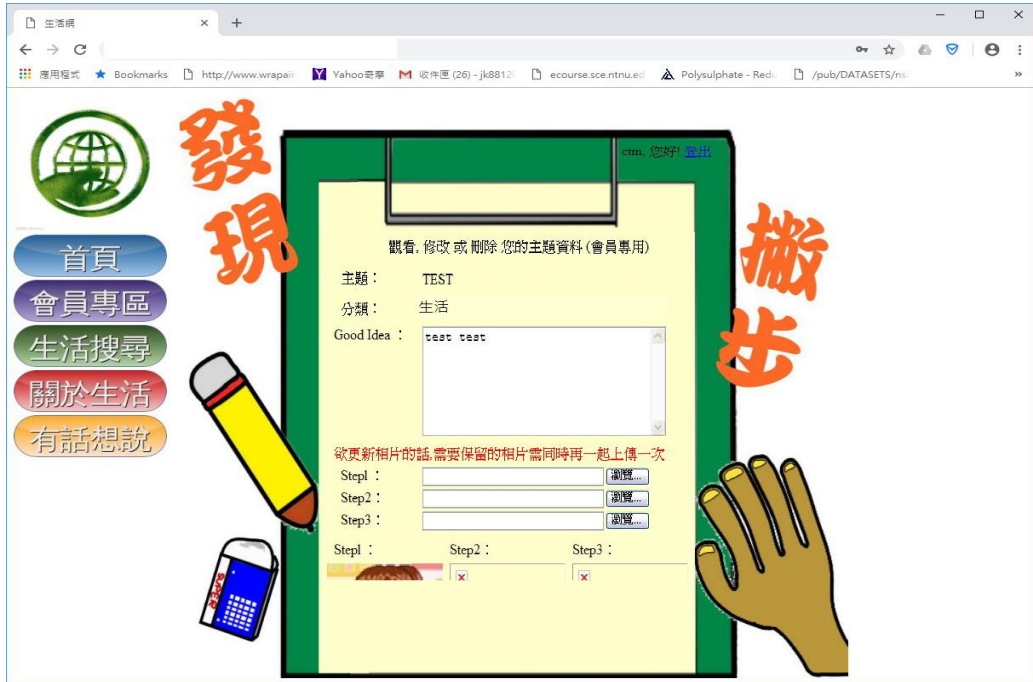 生活網
應用程式 Bookmarks http://www.wrapair Yahoo奇摩 收件匣 (26) - jk8812 ecourse.sce.ntnu.ed Polysulphate - Redu /pub/DATASETS/ns »
發現
首頁
會員專區
生活搜尋
關於生活
有話想說
ctm, 您好! 登出
觀看, 修改 或 刪除 您的主題資料 (會員專用)
主題： TEST
分類： 生活
Good Idea ： test test
欲更新相片的話,需要保留的相片需同時再一起上傳一次
Step1 ： 瀏覽...
Step2 ： 瀏覽...
Step3 ： 瀏覽...
Step1 ： Step2 ： Step3 ：
撇步
SUPER